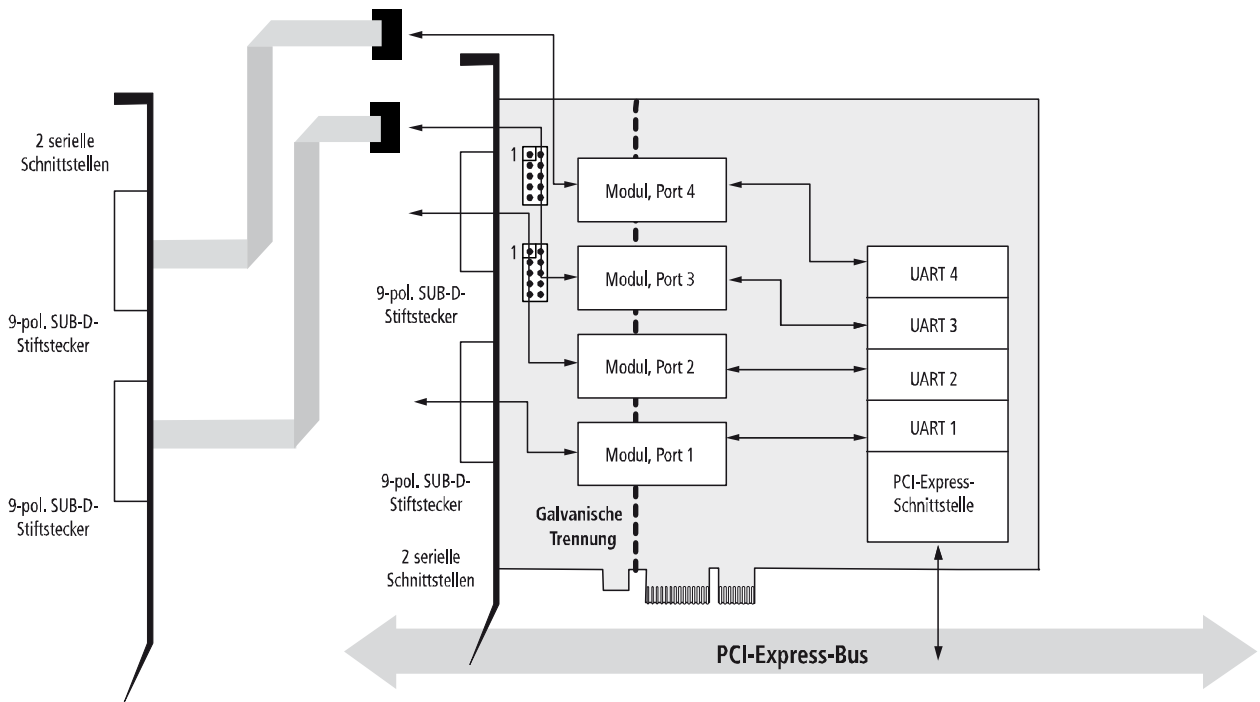 2 serielle
Schnittstellen
9-pol. SUB-D-
Stiftstecker
9-pol. SUB-D-
Stiftstecker
9-pol. SUB-D-
Stiftstecker
9-pol. SUB-D-
Stiftstecker
2 serielle
Schnittstellen
1
1
Modul, Port 4
Modul, Port 3
Modul, Port 2
Modul, Port 1
Galvanische
Trennung
UART 4
UART 3
UART 2
UART 1
PCI-Express-
Schnittstelle
PCI-Express-Bus